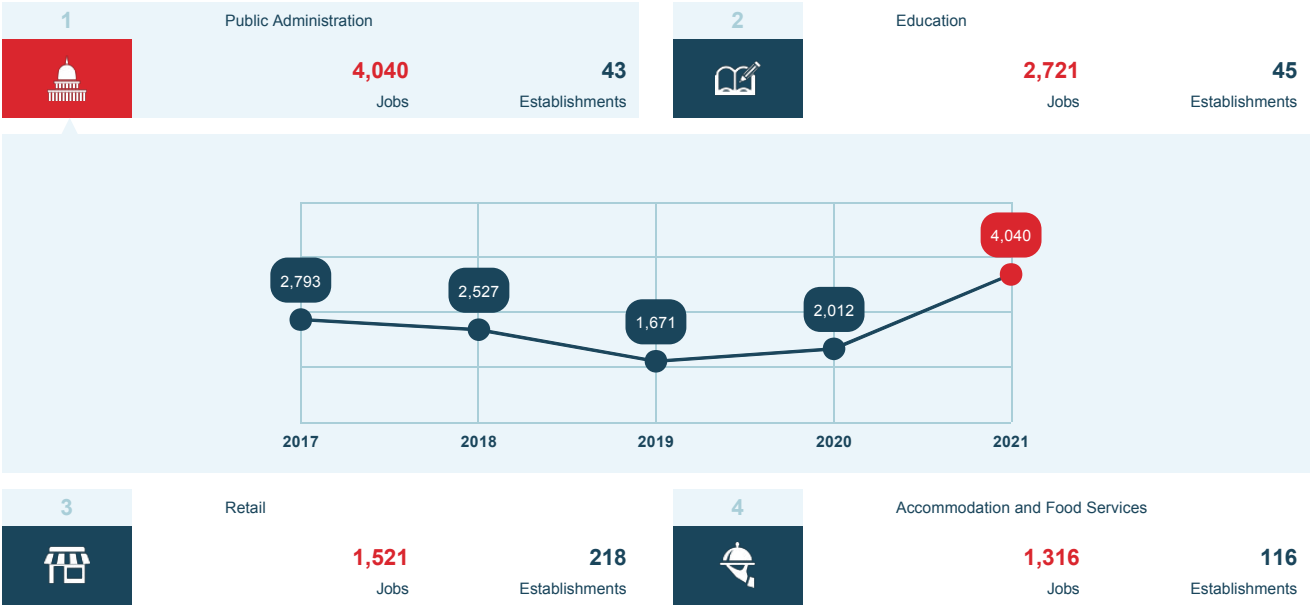 1
Public Administration
4,040
Jobs
43
Establishments
2
Education
2,721
Jobs
45
Establishments
2,793
2,527
1,671
2,012
4,040
2017
2018
2019
2020
2021
3
Retail
1,521
Jobs
218
Establishments
4
Accommodation and Food Services
1,316
Jobs
116
Establishments